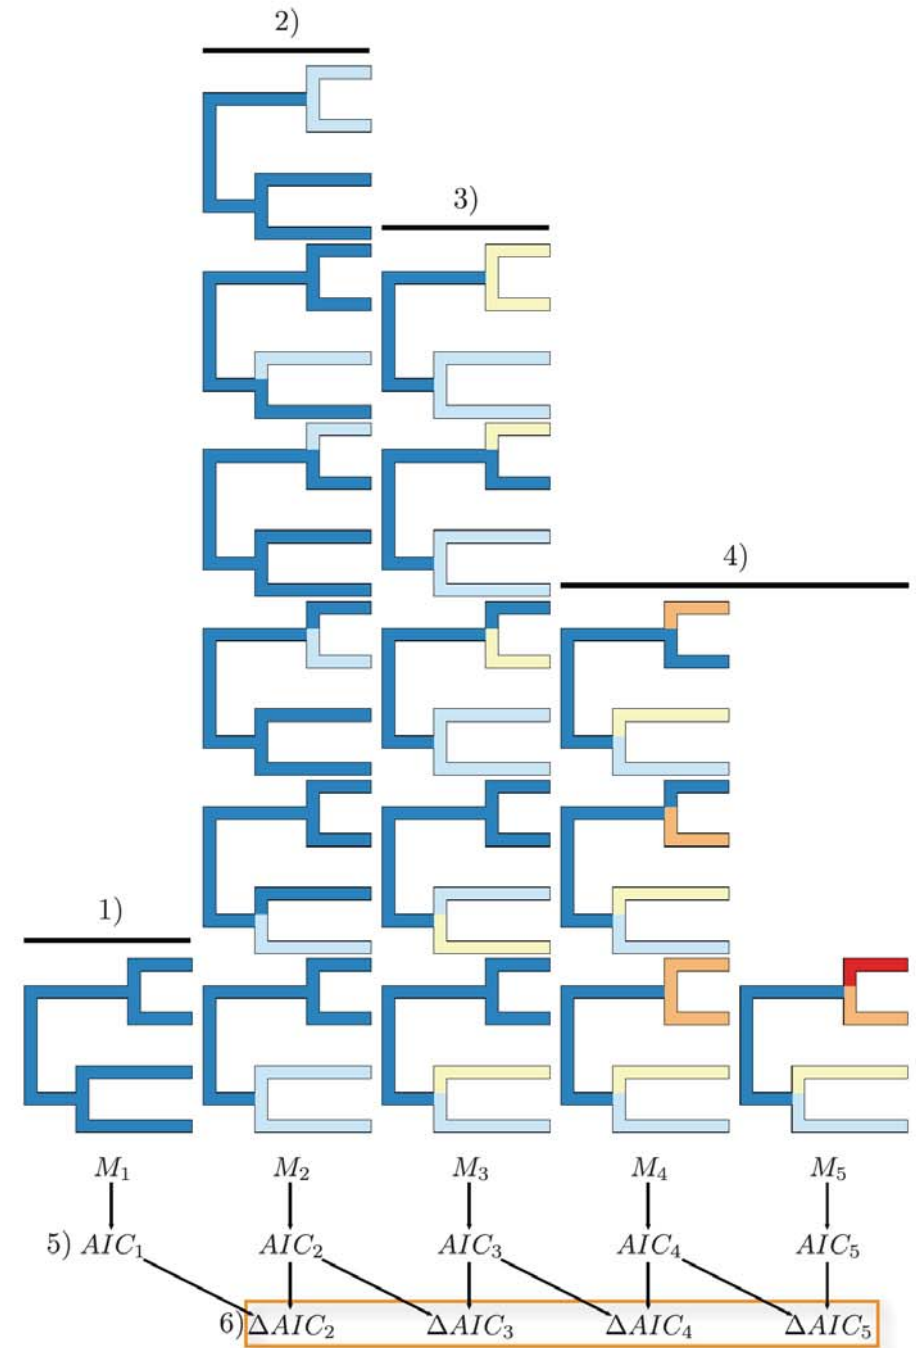 2)
3)
4)
1)
M₁ M₂ M₃ M₄ M₅
5) AIC₁ AIC₂ AIC₃ AIC₄ AIC₅
6) ΔAIC₂ ΔAIC₃ ΔAIC₄ ΔAIC₅